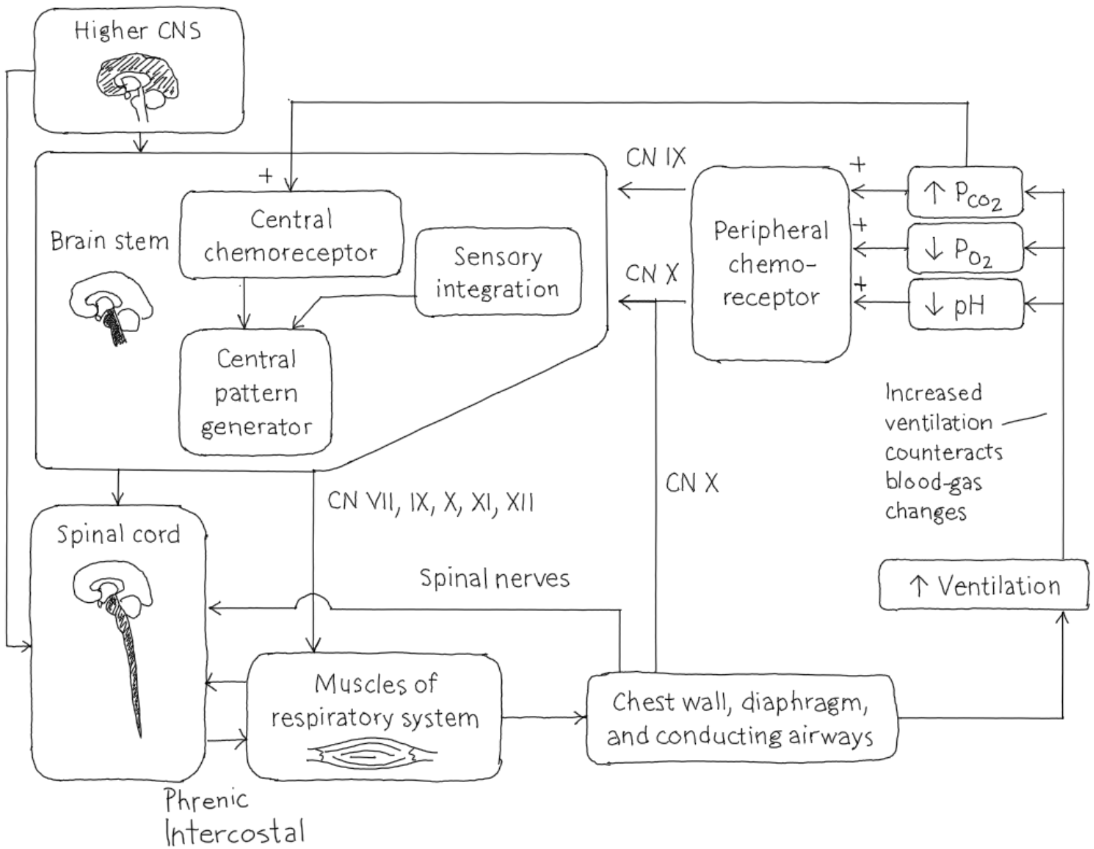 Higher CNS
Brain stem
+
Central
chemoreceptor
Sensory
integration
Central
pattern
generator
CN IX
CN X
Peripheral
chemo-
receptor
+
↑ P_CO2
+
↓ P_O2
+
↓ pH
Increased
ventilation
counteracts
blood-gas
changes
CN X
CN VII, IX, X, XI, XII
Spinal cord
Spinal nerves
↑ Ventilation
Muscles of
respiratory system
Chest wall, diaphragm,
and conducting airways
Phrenic
Intercostal